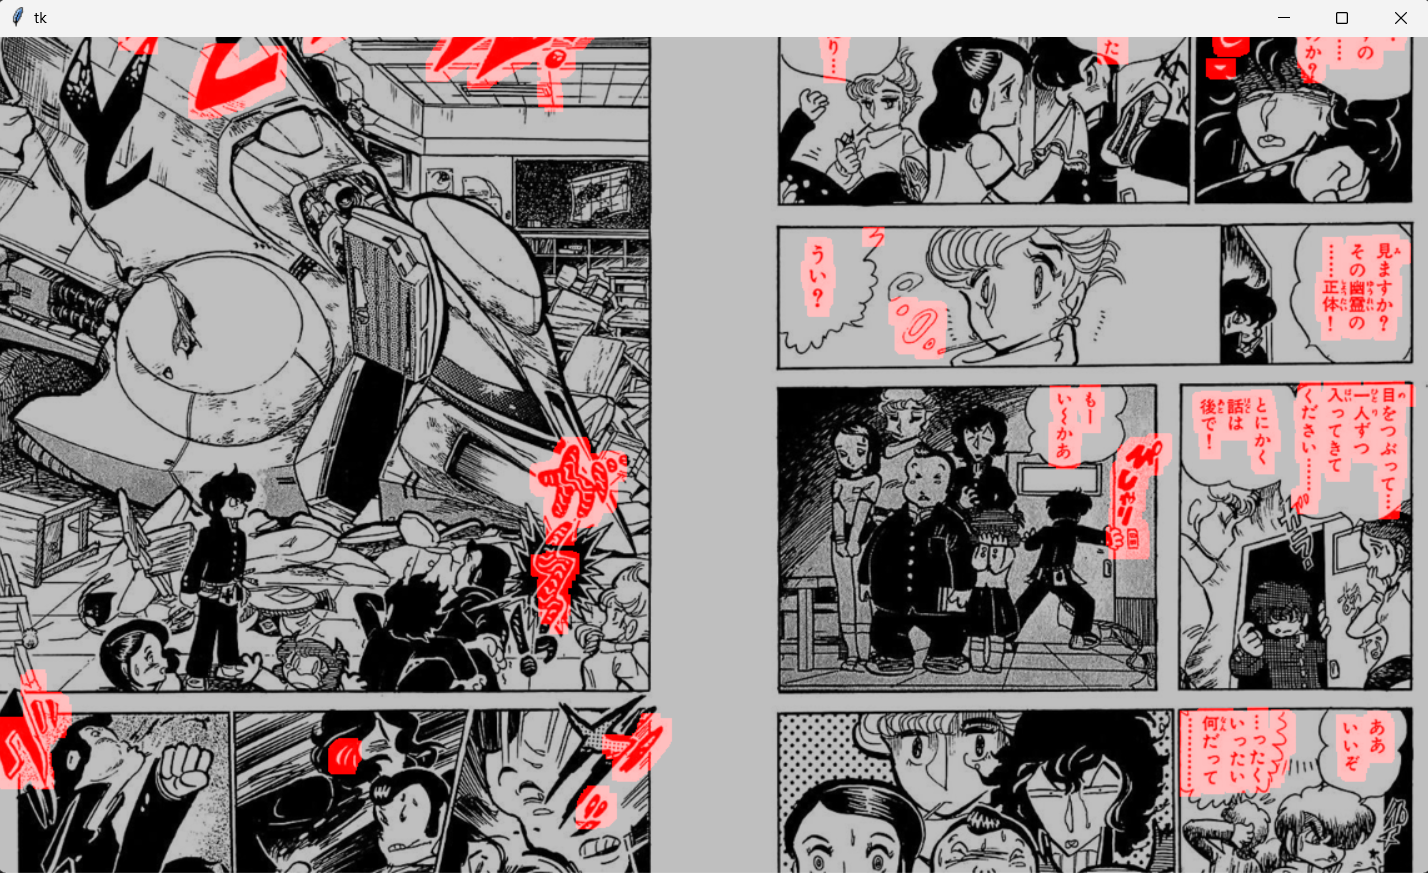 tk
り…
た
のか？
……
すの
見ますか？
その幽霊の
……正体！
うい？
もー
い～かあ
ぴしゃり
目をつぶって…
一人ずつ
入ってきて
ください……
とにかく
話は
後で！
ああ
いいぞ
…ったく
いったい
何だって
…………